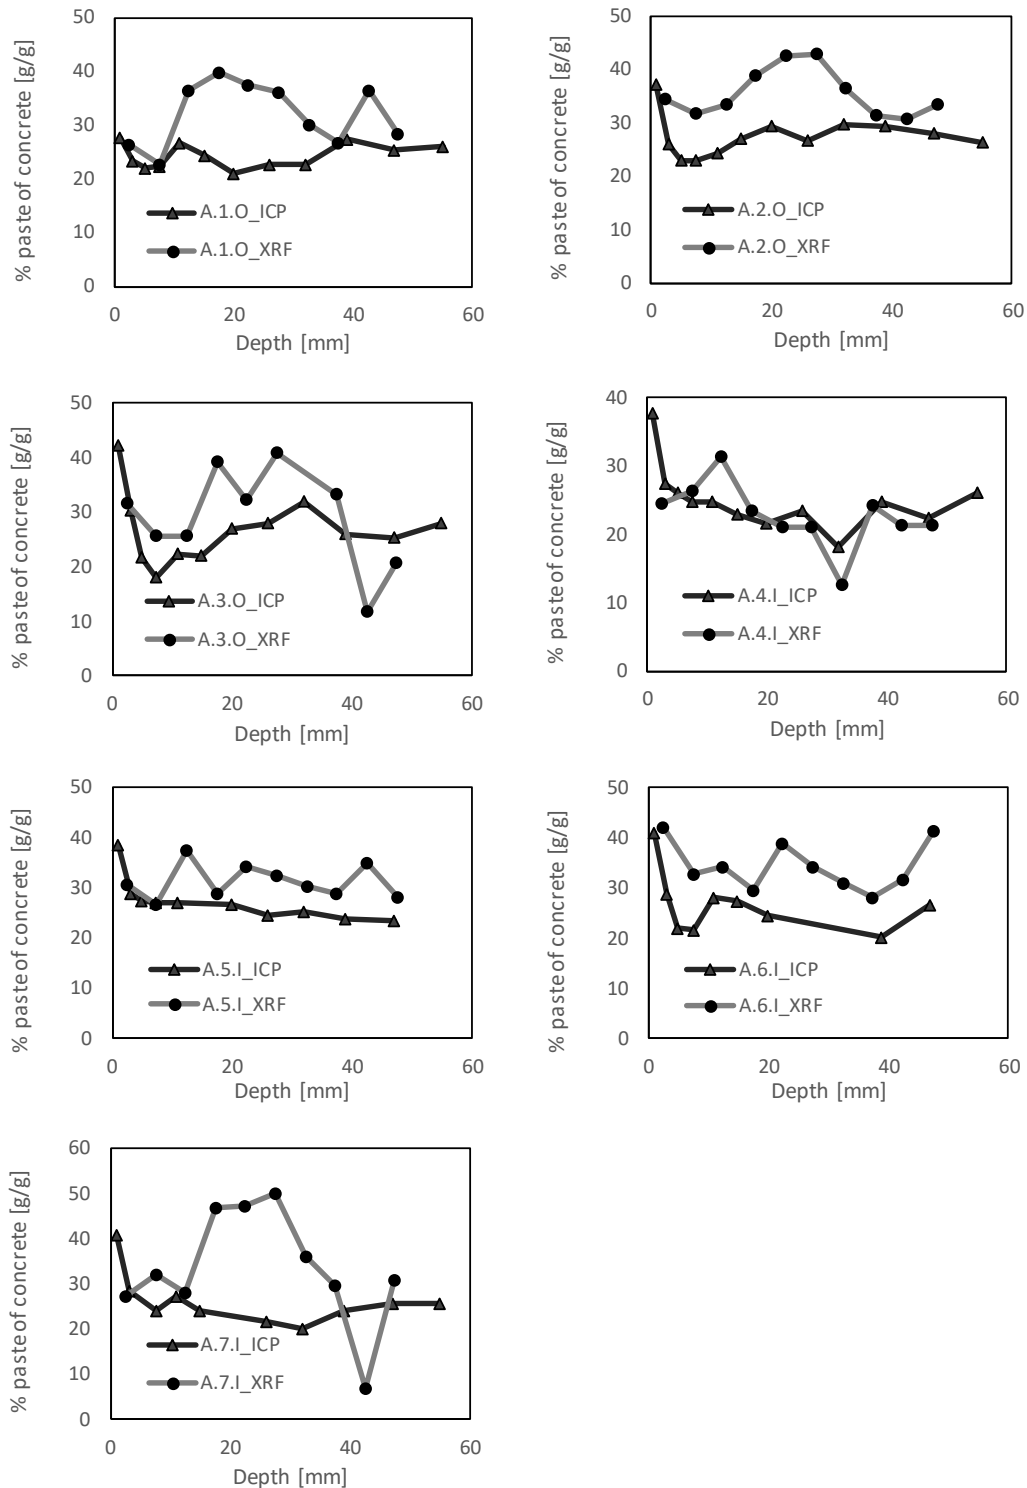 % paste of concrete [g/g]
50
40
30
20
10
0
A.1.O_ICP
A.1.O_XRF
0 20 40 60
Depth [mm]
% paste of concrete [g/g]
50
40
30
20
10
0
A.2.O_ICP
A.2.O_XRF
0 20 40 60
Depth [mm]
% paste of concrete [g/g]
50
40
30
20
10
0
A.3.O_ICP
A.3.O_XRF
0 20 40 60
Depth [mm]
% paste of concrete [g/g]
40
30
20
10
0
A.4.I_ICP
A.4.I_XRF
0 20 40 60
Depth [mm]
% paste of concrete [g/g]
50
40
30
20
10
0
A.5.I_ICP
A.5.I_XRF
0 20 40 60
Depth [mm]
% paste of concrete [g/g]
50
40
30
20
10
0
A.6.I_ICP
A.6.I_XRF
0 20 40 60
Depth [mm]
% paste of concrete [g/g]
60
50
40
30
20
10
0
A.7.I_ICP
A.7.I_XRF
0 20 40 60
Depth [mm]